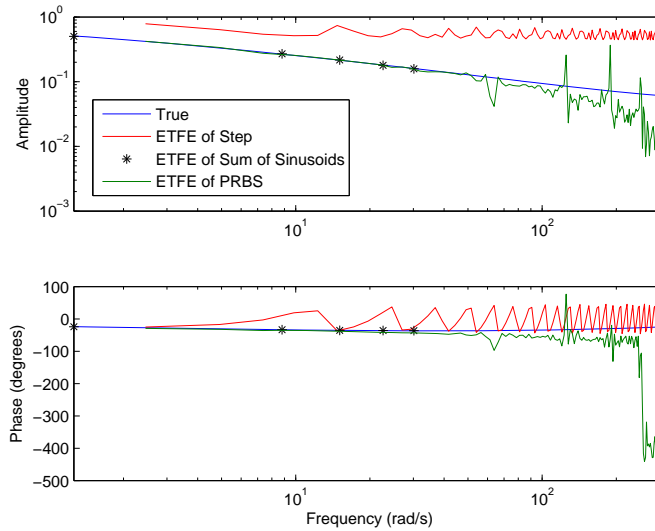 10^0
10^-1
10^-2
10^-3
Amplitude
True
ETFE of Step
ETFE of Sum of Sinusoids
ETFE of PRBS
10^1
10^2
100
0
-100
-200
-300
-400
-500
Phase (degrees)
10^1
10^2
Frequency (rad/s)